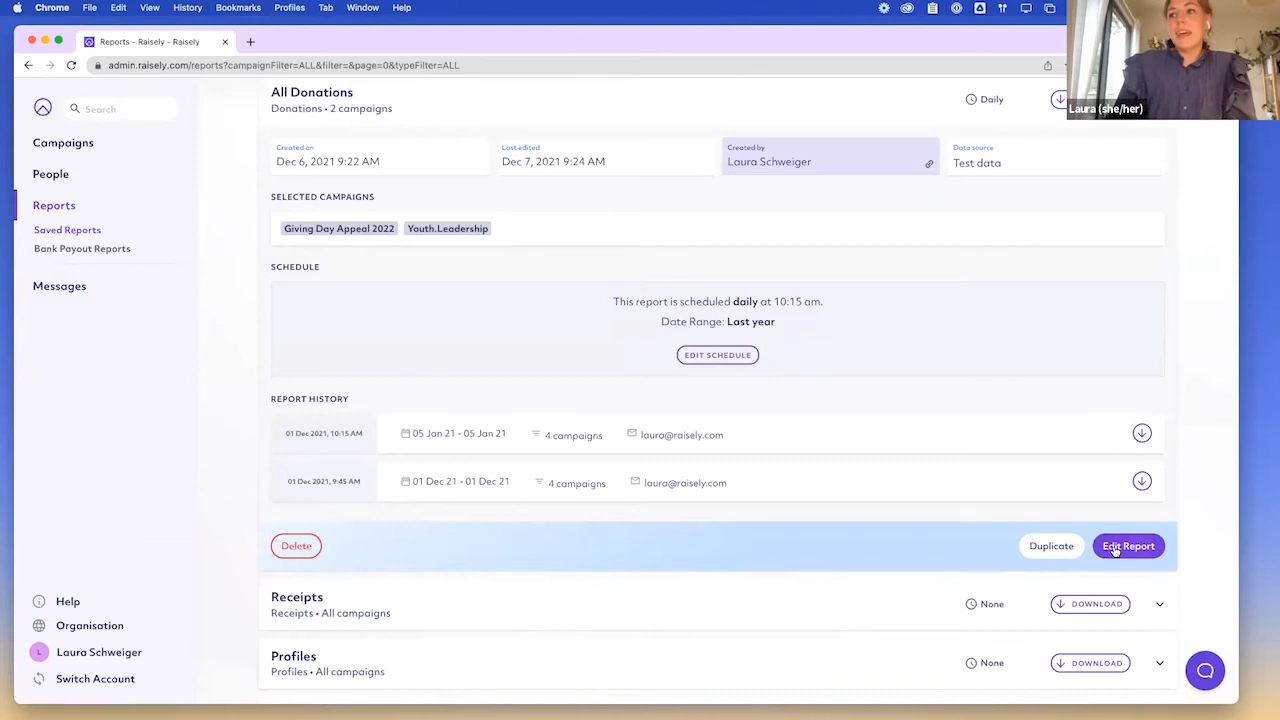 Chrome File Edit View History Bookmarks Profiles Tab Window Help
Reports - Raisely - Raisely
admin.raisely.com/reports?campaignFilter=ALL&filter=&page=0&typeFilter=ALL
Laura (she/her)
Search
Campaigns
People
Reports
Saved Reports
Bank Payout Reports
Messages
Help
Organisation
L Laura Schweiger
Switch Account
All Donations
Donations • 2 campaigns
Daily
Created on
Dec 6, 2021 9:22 AM
Last edited
Dec 7, 2021 9:24 AM
Created by
Laura Schweiger
Data source
Test data
SELECTED CAMPAIGNS
Giving Day Appeal 2022 Youth.Leadership
SCHEDULE
This report is scheduled daily at 10:15 am.
Date Range: Last year
EDIT SCHEDULE
REPORT HISTORY
01 Dec 2021, 10:15 AM 05 Jan 21 - 05 Jan 21 4 campaigns laura@raisely.com
01 Dec 2021, 9:45 AM 01 Dec 21 - 01 Dec 21 4 campaigns laura@raisely.com
Delete Duplicate Edit Report
Receipts
Receipts • All campaigns
None DOWNLOAD
Profiles
Profiles • All campaigns
None DOWNLOAD